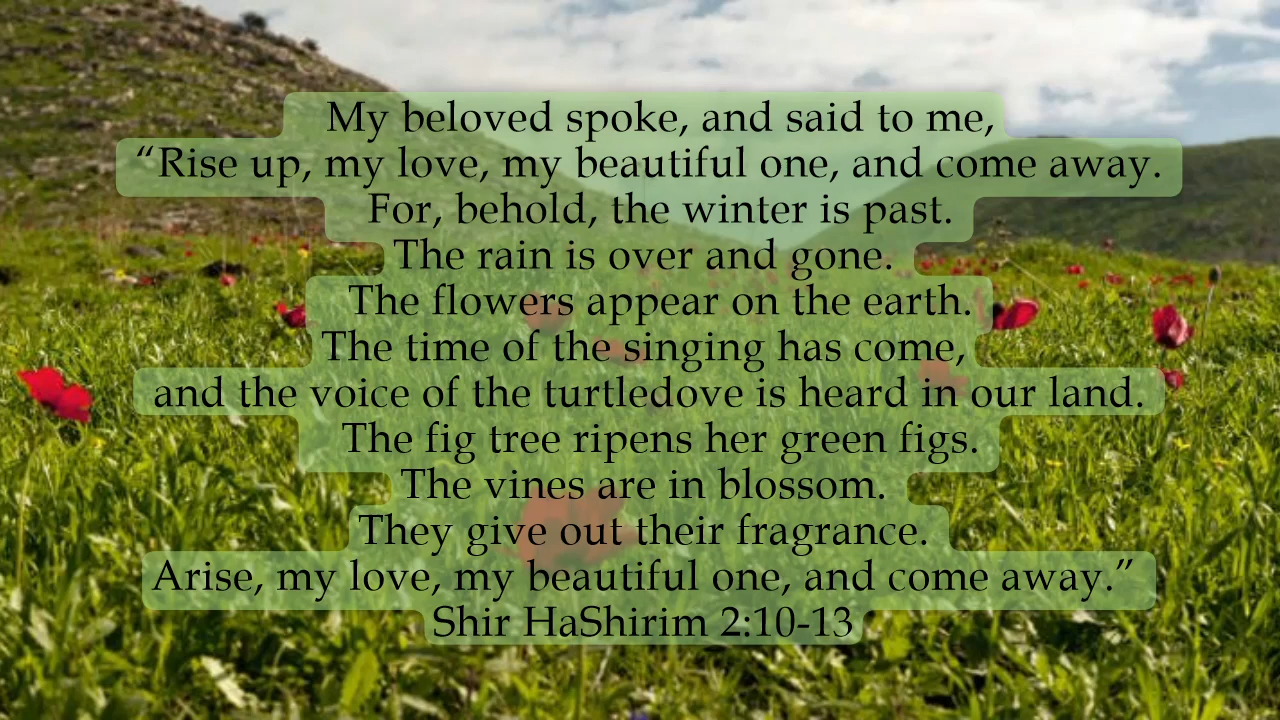 My beloved spoke, and said to me,
“Rise up, my love, my beautiful one, and come away.
For, behold, the winter is past.
The rain is over and gone.
The flowers appear on the earth.
The time of the singing has come,
and the voice of the turtledove is heard in our land.
The fig tree ripens her green figs.
The vines are in blossom.
They give out their fragrance.
Arise, my love, my beautiful one, and come away.”
Shir HaShirim 2:10-13